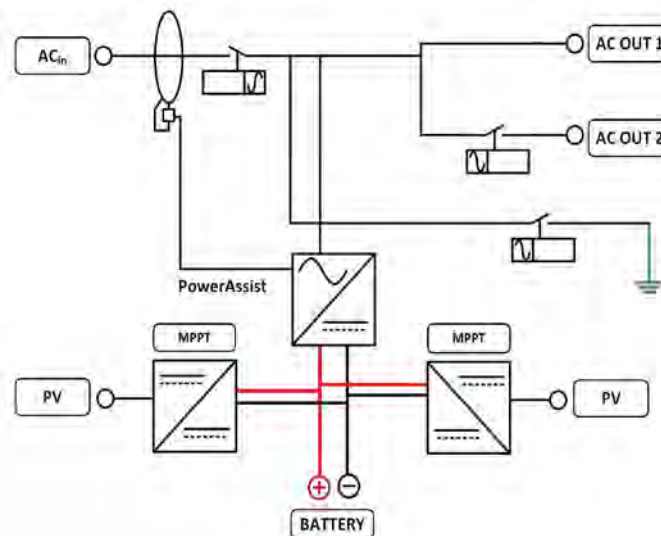 ACin
AC OUT 1
AC OUT 2
PowerAssist
MPPT
MPPT
PV
PV
+
−
BATTERY